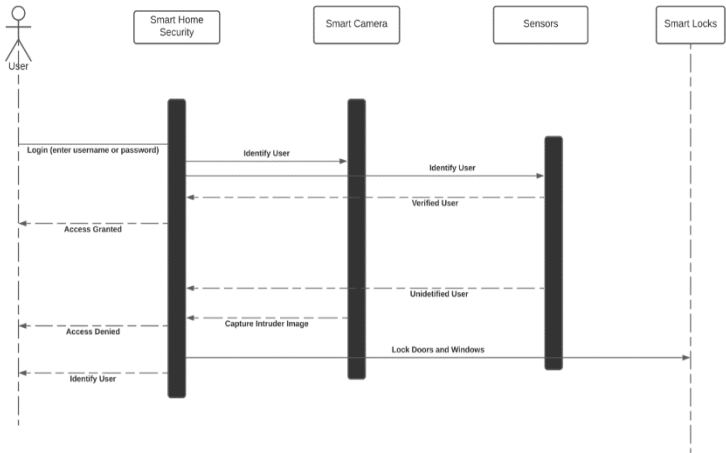 Smart Home
Security
Smart Camera
Sensors
Smart Locks
User
Login (enter username or password)
Identify User
Identify User
Verified User
Access Granted
Unidetified User
Capture Intruder Image
Access Denied
Lock Doors and Windows
Identify User